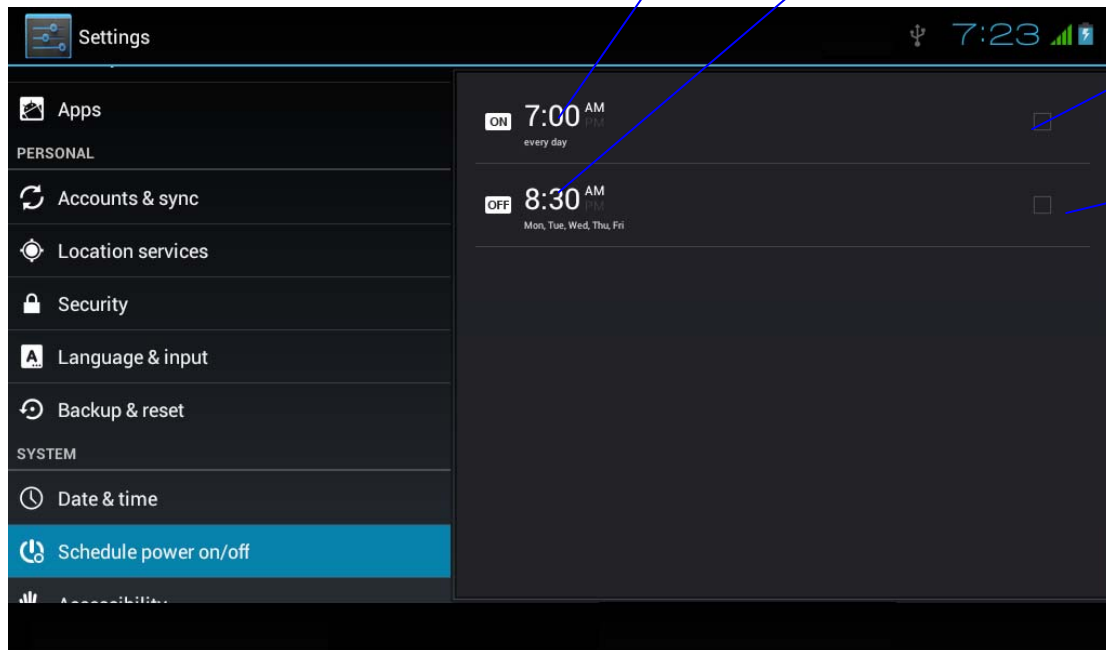 Settings
7:23
Apps
PERSONAL
Accounts & sync
Location services
Security
Language & input
Backup & reset
SYSTEM
Date & time
Schedule power on/off
Accessibility
ON 7:00 AM
PM
every day
OFF 8:30 AM
PM
Mon, Tue, Wed, Thu, Fri